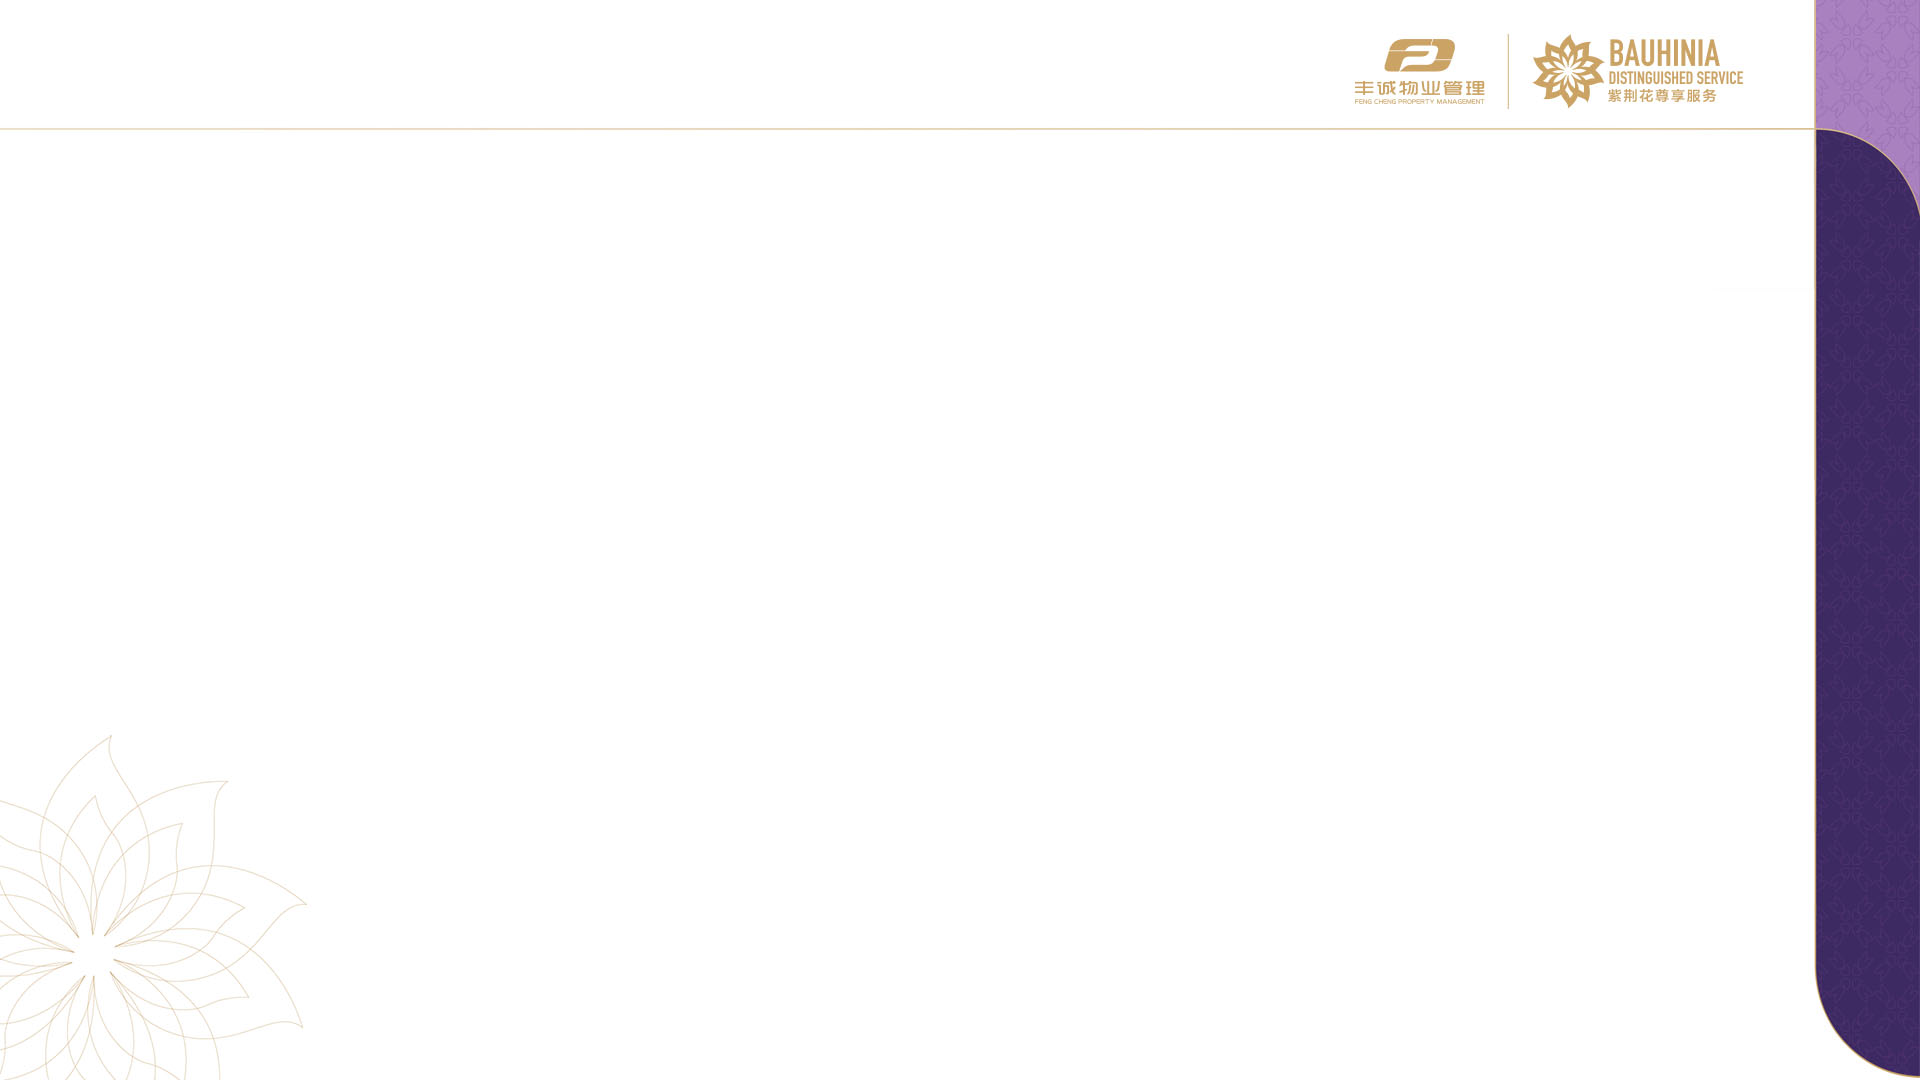 丰诚物业管理
FENG CHENG PROPERTY MANAGEMENT
BAUHINIA
DISTINGUISHED SERVICE
紫荆花尊享服务